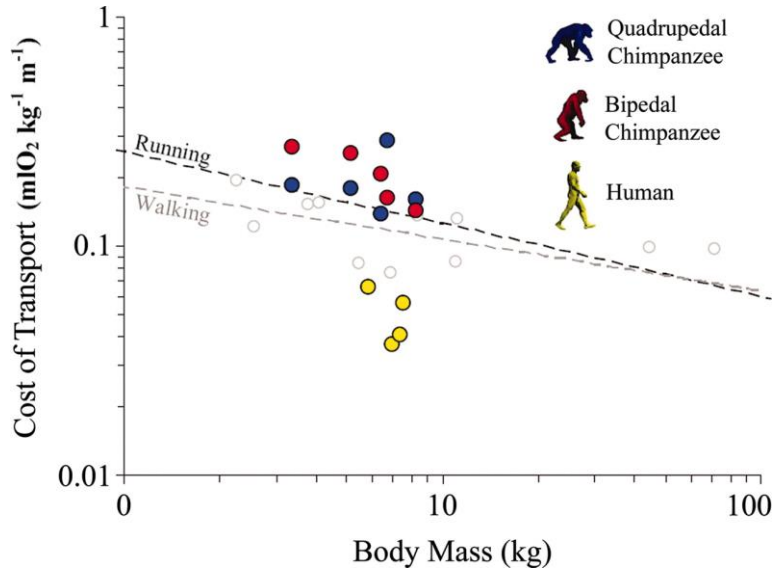 1
0.1
0.01
Cost of Transport (mlO₂ kg⁻¹ m⁻¹)
Running
Walking
Quadrupedal
Chimpanzee
Bipedal
Chimpanzee
Human
0
10
100
Body Mass (kg)